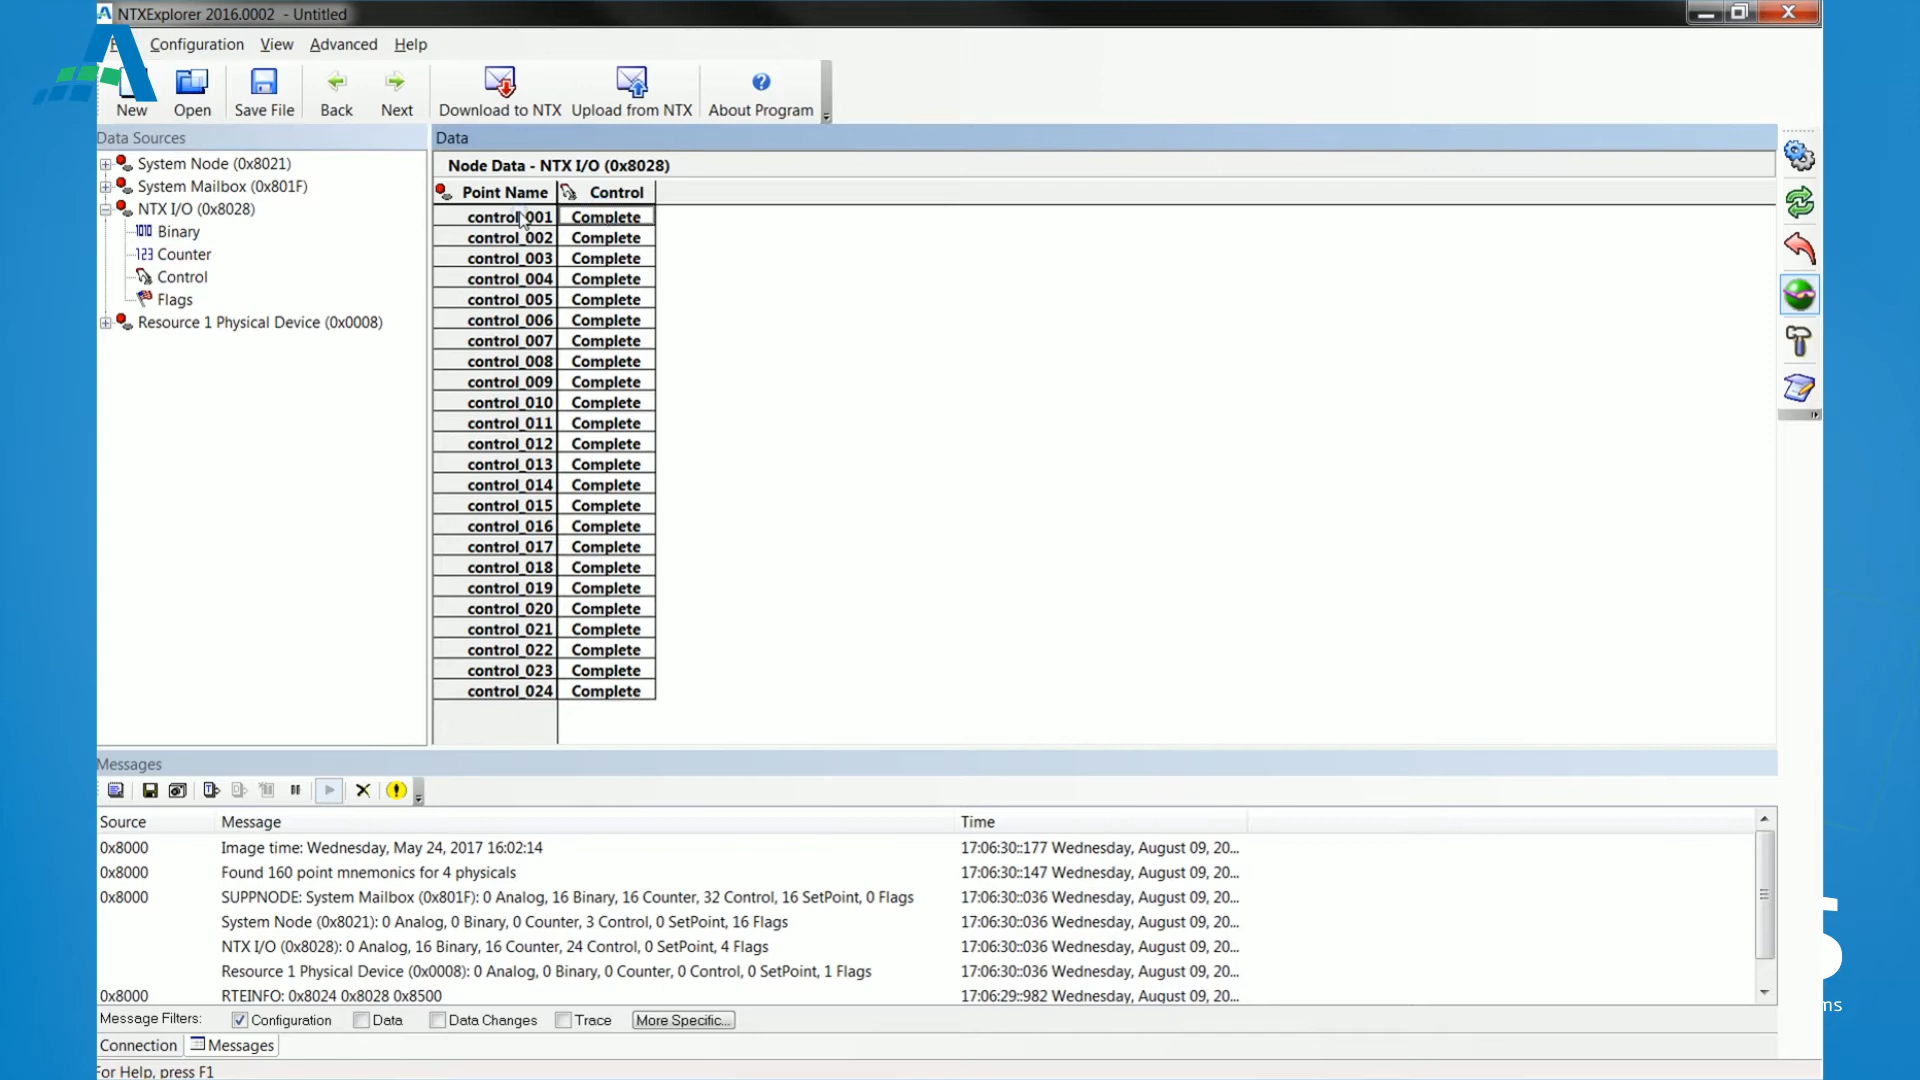 NTXExplorer 2016.0002 - Untitled
Configuration View Advanced Help
New Open Save File Back Next Download to NTX Upload from NTX About Program
Data Sources
System Node (0x8021)
System Mailbox (0x801F)
NTX I/O (0x8028)
1010 Binary
123 Counter
Control
Flags
Resource 1 Physical Device (0x0008)
Data
Node Data - NTX I/O (0x8028)
Point Name Control
control_001 Complete
control_002 Complete
control_003 Complete
control_004 Complete
control_005 Complete
control_006 Complete
control_007 Complete
control_008 Complete
control_009 Complete
control_010 Complete
control_011 Complete
control_012 Complete
control_013 Complete
control_014 Complete
control_015 Complete
control_016 Complete
control_017 Complete
control_018 Complete
control_019 Complete
control_020 Complete
control_021 Complete
control_022 Complete
control_023 Complete
control_024 Complete
Messages
Source Message Time
0x8000 Image time: Wednesday, May 24, 2017 16:02:14 17:06:30::177 Wednesday, August 09, 20...
0x8000 Found 160 point mnemonics for 4 physicals 17:06:30::147 Wednesday, August 09, 20...
0x8000 SUPPNODE: System Mailbox (0x801F): 0 Analog, 16 Binary, 16 Counter, 32 Control, 16 SetPoint, 0 Flags 17:06:30::036 Wednesday, August 09, 20...
System Node (0x8021): 0 Analog, 0 Binary, 0 Counter, 3 Control, 0 SetPoint, 16 Flags 17:06:30::036 Wednesday, August 09, 20...
NTX I/O (0x8028): 0 Analog, 16 Binary, 16 Counter, 24 Control, 0 SetPoint, 4 Flags 17:06:30::036 Wednesday, August 09, 20...
Resource 1 Physical Device (0x0008): 0 Analog, 0 Binary, 0 Counter, 0 Control, 0 SetPoint, 1 Flags 17:06:30::036 Wednesday, August 09, 20...
0x8000 RTEINFO: 0x8024 0x8028 0x8500 17:06:29::982 Wednesday, August 09, 20...
Message Filters: Configuration Data Data Changes Trace More Specific...
Connection Messages
For Help, press F1
ms